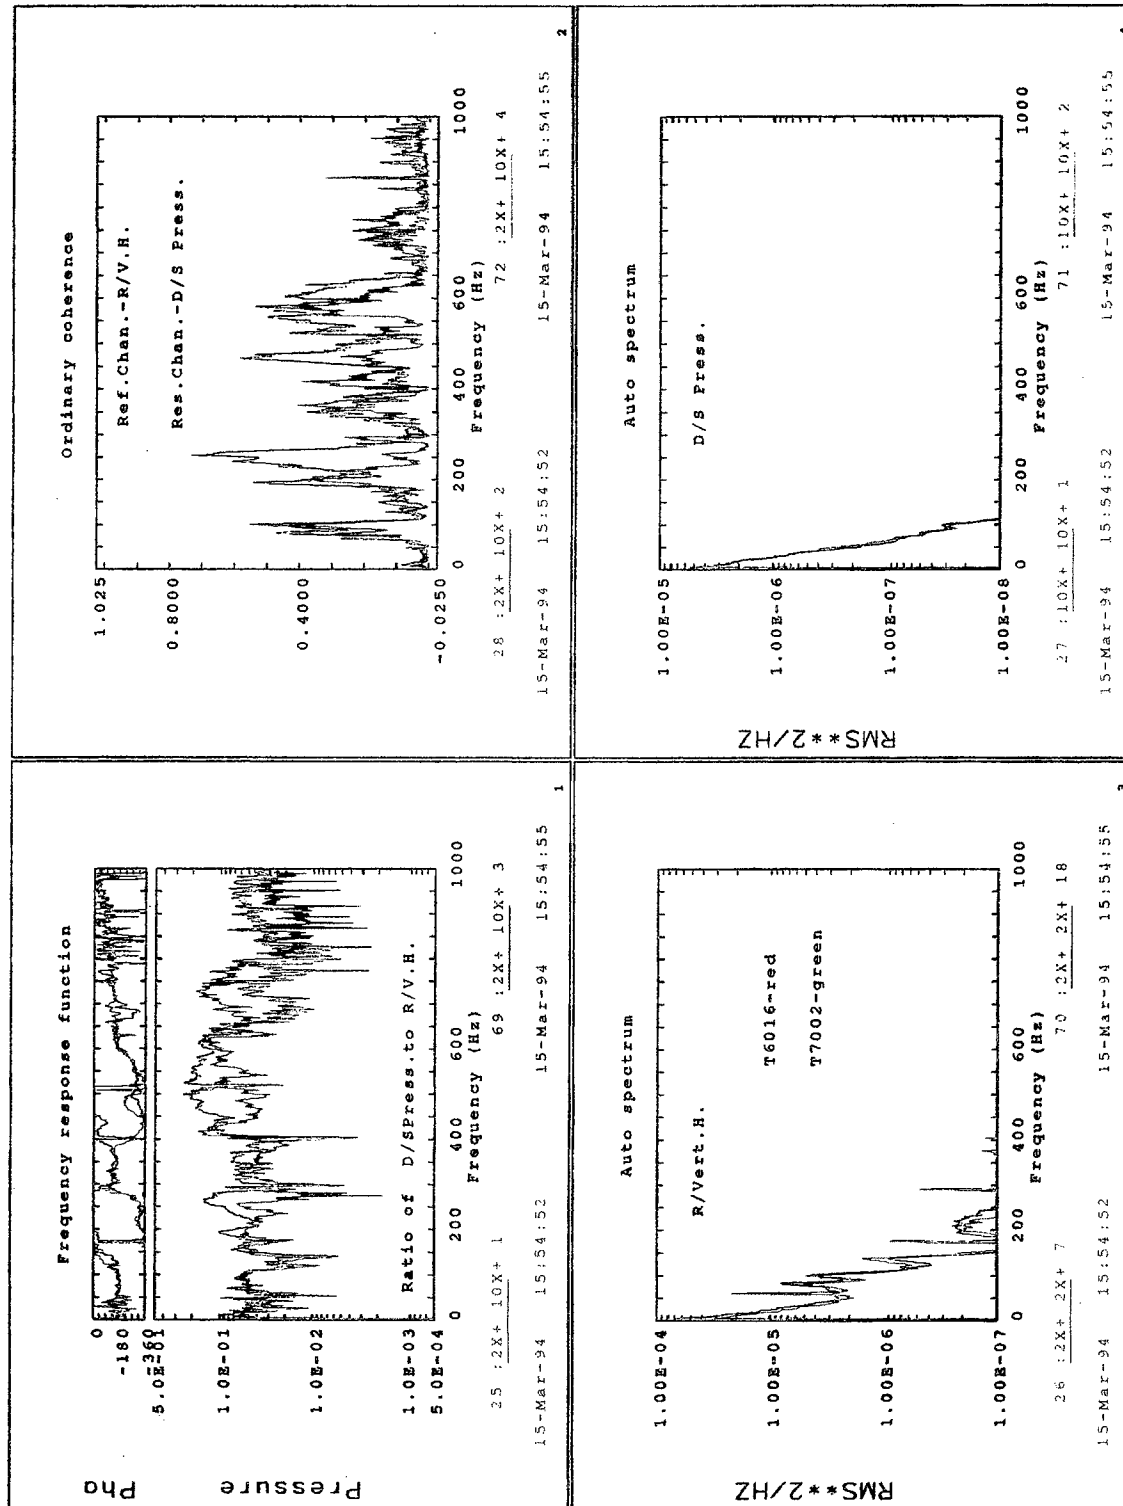 Frequency response function
Pha
0
-180
-360
Pressure
5.0E-01
1.0E-01
1.0E-02
1.0E-03
5.0E-04
Ratio of D/SPress.to R/V.H.
0 200 400 600 1000
Frequency (Hz)
25 :2X+ 10X+ 1 69 :2X+ 10X+ 3
15-Mar-94 15:54:52 15-Mar-94 15:54:55
1
Ordinary coherence
1.025
0.8000
0.4000
-0.0250
Ref.Chan.-R/V.H.
Res.Chan.-D/S Press.
0 200 400 600 1000
Frequency (Hz)
28 :2X+ 10X+ 2 72 :2X+ 10X+ 4
15-Mar-94 15:54:52 15-Mar-94 15:54:55
2
Auto spectrum
RMS**2/HZ
1.00E-04
1.00E-05
1.00E-06
1.00E-07
R/Vert.H.
T6016-red
T7002-green
0 200 400 600 1000
Frequency (Hz)
26 :2X+ 2X+ 7 70 :2X+ 2X+ 18
15-Mar-94 15:54:52 15-Mar-94 15:54:55
3
Auto spectrum
RMS**2/HZ
1.00E-05
1.00E-06
1.00E-07
1.00E-08
D/S Press.
0 200 400 600 1000
Frequency (Hz)
27 :10X+ 10X+ 1 71 :10X+ 10X+ 2
15-Mar-94 15:54:52 15-Mar-94 15:54:55